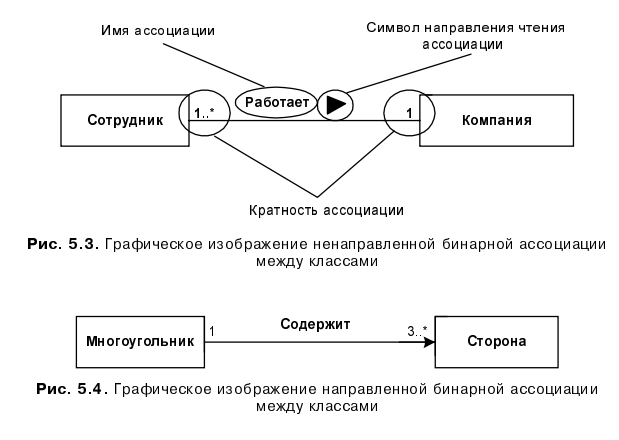 Имя ассоциации
Символ направления чтения
ассоциации
Сотрудник
1..*
Работает
1
Компания
Кратность ассоциации
Рис. 5.3. Графическое изображение ненаправленной бинарной ассоциации
между классами
Многоугольник
1
Содержит
3..*
Сторона
Рис. 5.4. Графическое изображение направленной бинарной ассоциации
между классами